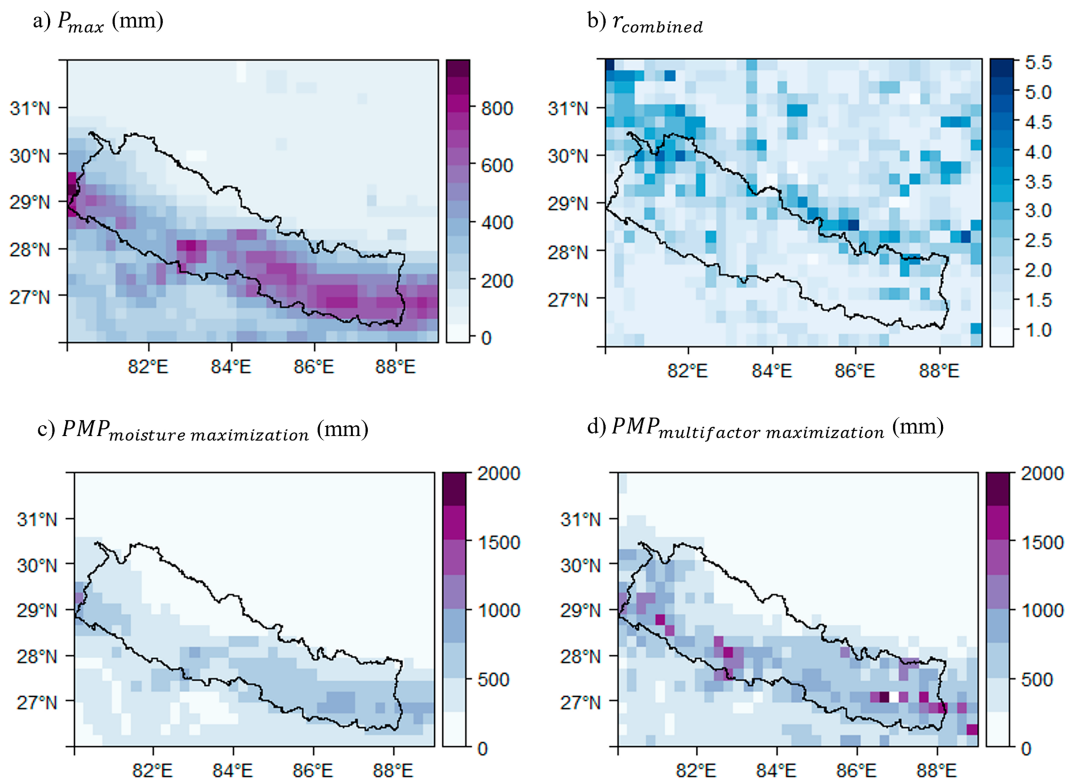 a) P_max (mm)
b) r_combined
31°N
30°N
29°N
28°N
27°N
82°E 84°E 86°E 88°E
800
600
400
200
0
31°N
30°N
29°N
28°N
27°N
82°E 84°E 86°E 88°E
5.5
5.0
4.5
4.0
3.5
3.0
2.5
2.0
1.5
1.0
c) PMP_moisture maximization (mm)
d) PMP_multifactor maximization (mm)
31°N
30°N
29°N
28°N
27°N
82°E 84°E 86°E 88°E
2000
1500
1000
500
0
31°N
30°N
29°N
28°N
27°N
82°E 84°E 86°E 88°E
2000
1500
1000
500
0